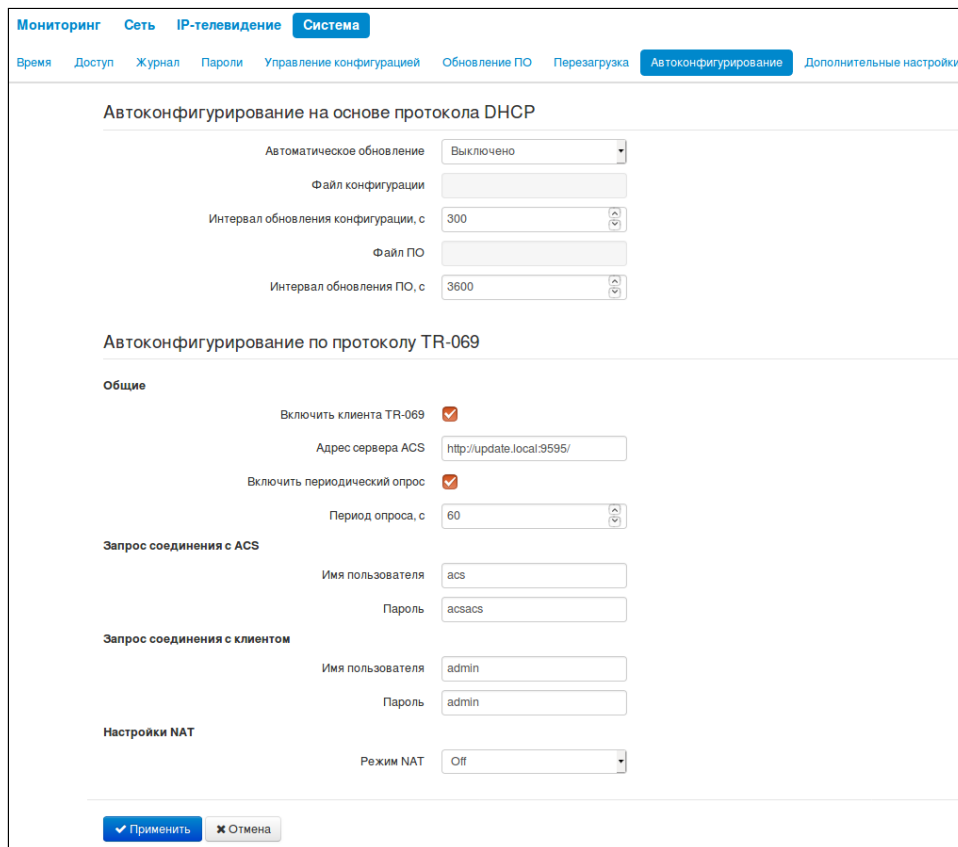 Мониторинг Сеть IP-телевидение Система
Время Доступ Журнал Пароли Управление конфигурацией Обновление ПО Перезагрузка Автоконфигурирование Дополнительные настройки
Автоконфигурирование на основе протокола DHCP
Автоматическое обновление Выключено
Файл конфигурации
Интервал обновления конфигурации, с 300
Файл ПО
Интервал обновления ПО, с 3600
Автоконфигурирование по протоколу TR-069
Общие
Включить клиента TR-069
Адрес сервера ACS http://update.local:9595/
Включить периодический опрос
Период опроса, с 60
Запрос соединения с ACS
Имя пользователя acs
Пароль acsacs
Запрос соединения с клиентом
Имя пользователя admin
Пароль admin
Настройки NAT
Режим NAT Off
Применить Отмена